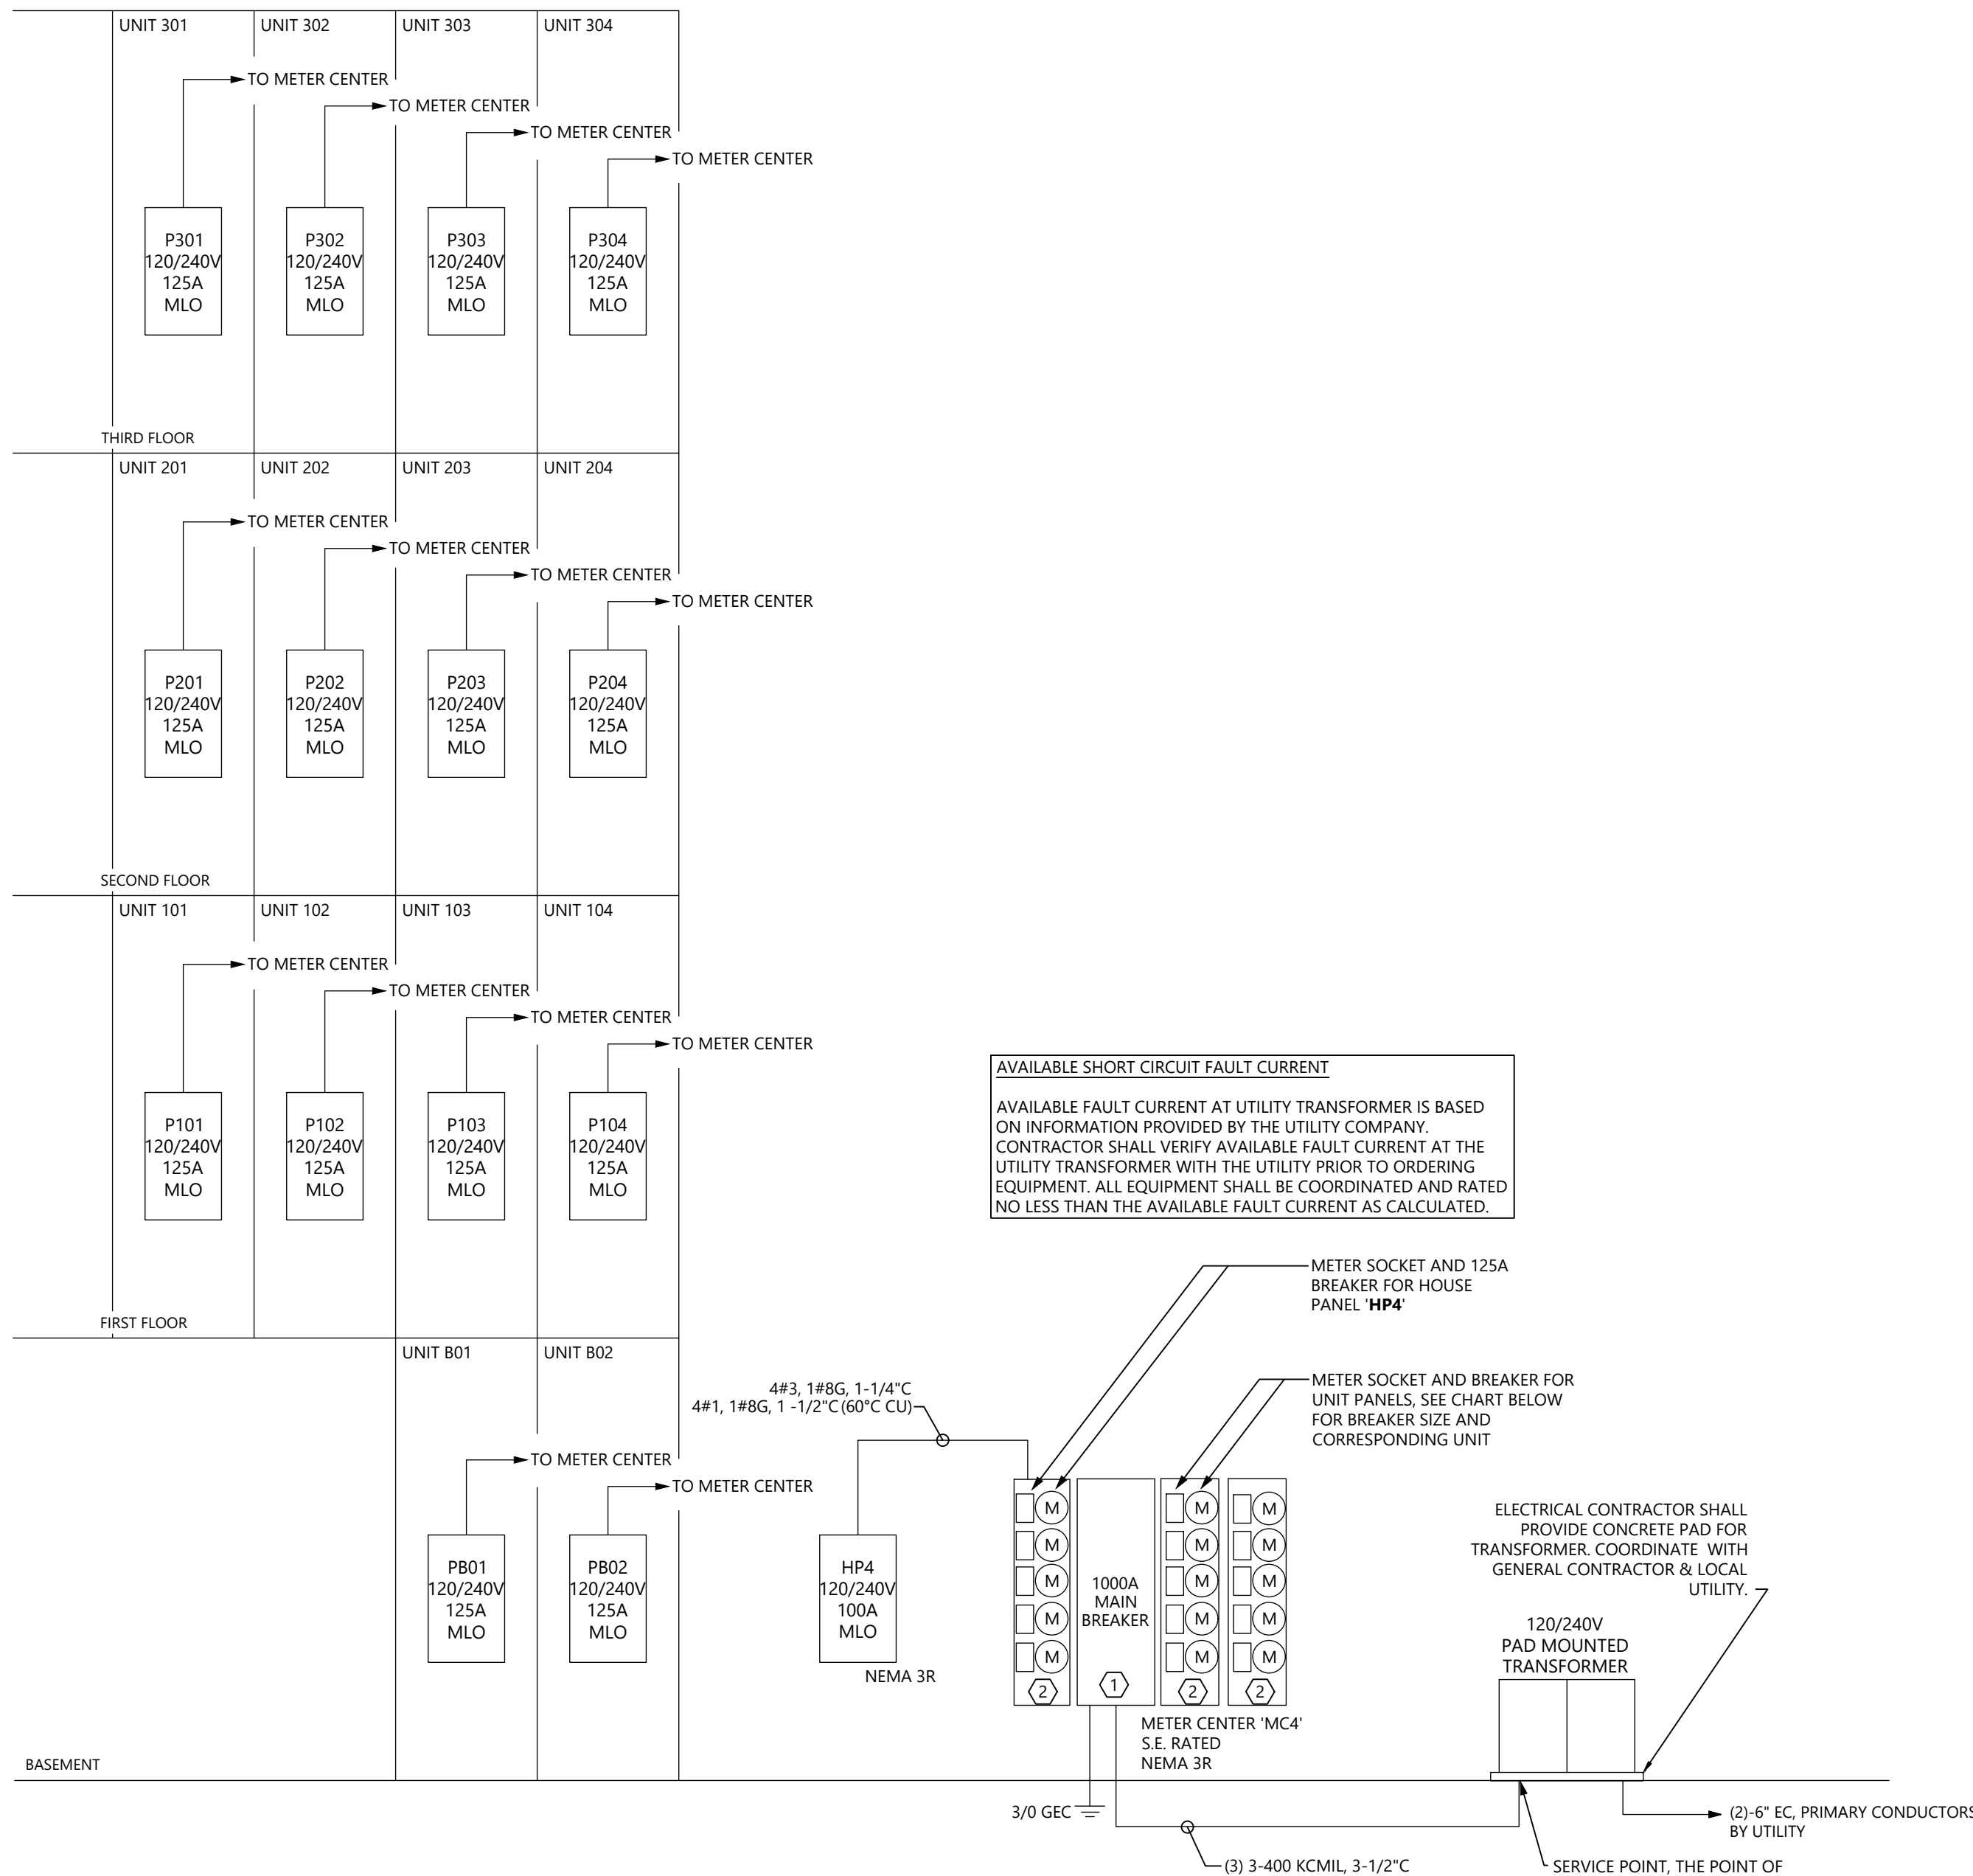 UNIT 301
UNIT 302
UNIT 303
UNIT 304
TO METER CENTER
TO METER CENTER
TO METER CENTER
TO METER CENTER
P301
120/240V
125A
MLO
P302
120/240V
125A
MLO
P303
120/240V
125A
MLO
P304
120/240V
125A
MLO
THIRD FLOOR
UNIT 201
UNIT 202
UNIT 203
UNIT 204
TO METER CENTER
TO METER CENTER
TO METER CENTER
TO METER CENTER
P201
120/240V
125A
MLO
P202
120/240V
125A
MLO
P203
120/240V
125A
MLO
P204
120/240V
125A
MLO
SECOND FLOOR
UNIT 101
UNIT 102
UNIT 103
UNIT 104
TO METER CENTER
TO METER CENTER
TO METER CENTER
TO METER CENTER
P101
120/240V
125A
MLO
P102
120/240V
125A
MLO
P103
120/240V
125A
MLO
P104
120/240V
125A
MLO
FIRST FLOOR
AVAILABLE SHORT CIRCUIT FAULT CURRENT
AVAILABLE FAULT CURRENT AT UTILITY TRANSFORMER IS BASED
ON INFORMATION PROVIDED BY THE UTILITY COMPANY.
CONTRACTOR SHALL VERIFY AVAILABLE FAULT CURRENT AT THE
UTILITY TRANSFORMER WITH THE UTILITY PRIOR TO ORDERING
EQUIPMENT. ALL EQUIPMENT SHALL BE COORDINATED AND RATED
NO LESS THAN THE AVAILABLE FAULT CURRENT AS CALCULATED.
METER SOCKET AND 125A
BREAKER FOR HOUSE
PANEL 'HP4'
METER SOCKET AND BREAKER FOR
UNIT PANELS, SEE CHART BELOW
FOR BREAKER SIZE AND
CORRESPONDING UNIT
UNIT B01
UNIT B02
TO METER CENTER
TO METER CENTER
PB01
120/240V
125A
MLO
PB02
120/240V
125A
MLO
4#3, 1#8G, 1-1/4"C
4#1, 1#8G, 1 -1/2"C (60°C CU)
HP4
120/240V
100A
MLO
NEMA 3R
M
M
M
M
M
2
1000A
MAIN
BREAKER
1
M
M
M
M
M
2
M
M
M
M
M
2
METER CENTER 'MC4'
S.E. RATED
NEMA 3R
ELECTRICAL CONTRACTOR SHALL
PROVIDE CONCRETE PAD FOR
TRANSFORMER. COORDINATE WITH
GENERAL CONTRACTOR & LOCAL
UTILITY.
120/240V
PAD MOUNTED
TRANSFORMER
BASEMENT
3/0 GEC
(2)-6" EC, PRIMARY CONDUCTORS
BY UTILITY
(3) 3-400 KCMIL, 3-1/2"C
SERVICE POINT, THE POINT OF